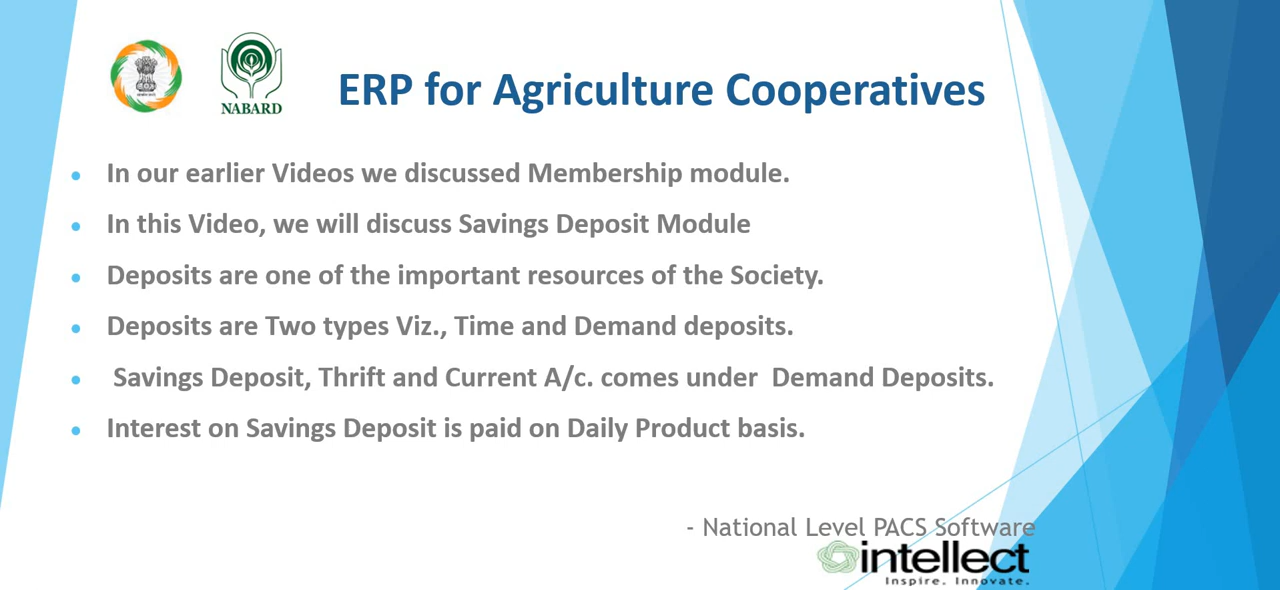 NABARD
ERP for Agriculture Cooperatives
In our earlier Videos we discussed Membership module.
In this Video, we will discuss Savings Deposit Module
Deposits are one of the important resources of the Society.
Deposits are Two types Viz., Time and Demand deposits.
Savings Deposit, Thrift and Current A/c. comes under Demand Deposits.
Interest on Savings Deposit is paid on Daily Product basis.
- National Level PACS Software
intellect
Inspire. Innovate.